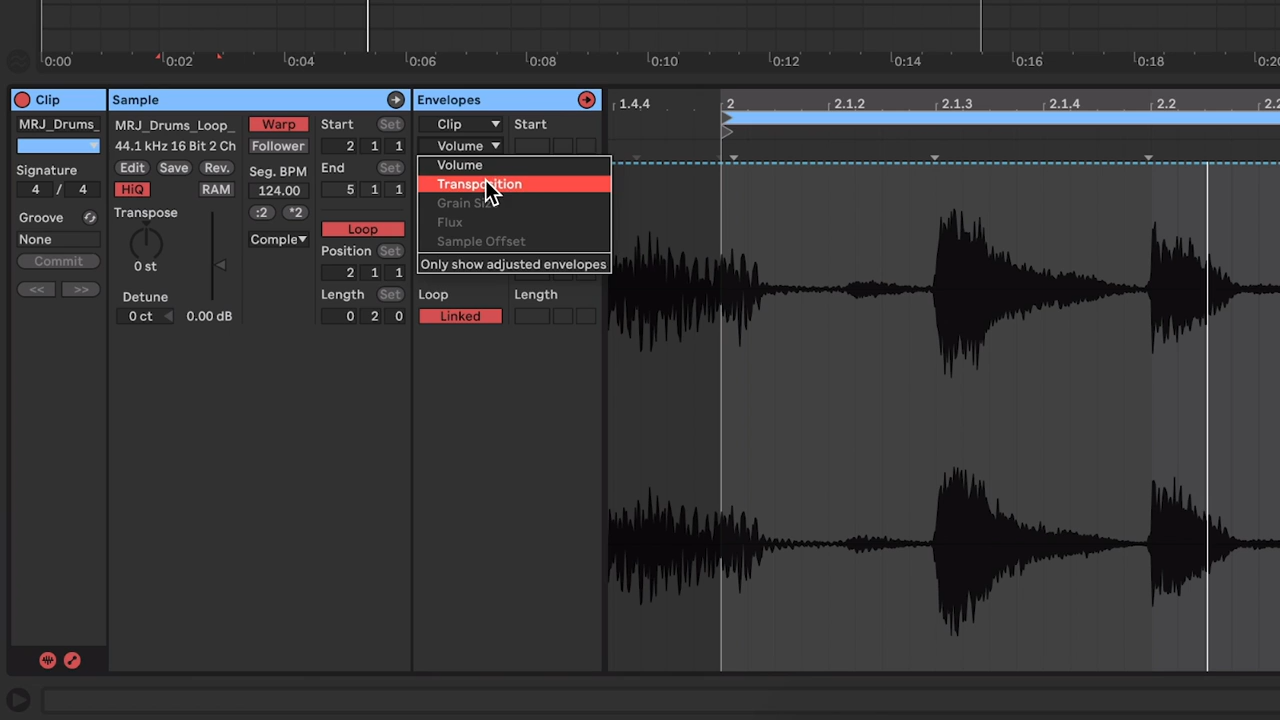 0:00 0:02 0:04 0:06 0:08 0:10 0:12 0:14 0:16 0:18 0:20
Clip
MRJ_Drums_
Signature
4 / 4
Groove
None
Commit
<< >>
Sample
MRJ_Drums_Loop_
44.1 kHz 16 Bit 2 Ch
Edit Save Rev.
HiQ RAM
Transpose
0 st
Detune
0 ct 0.00 dB
Warp
Follower
Seg. BPM
124.00
:2 *2
Comple
Start Set
2 1 1
End Set
5 1 1
Loop
Position Set
2 1 1
Length Set
0 2 0
Envelopes
Clip Start
Volume
Volume
Transposition
Grain Siz
Flux
Sample Offset
Only show adjusted envelopes
Loop Length
Linked
1.4.4 2 2.1.2 2.1.3 2.1.4 2.2 2.2